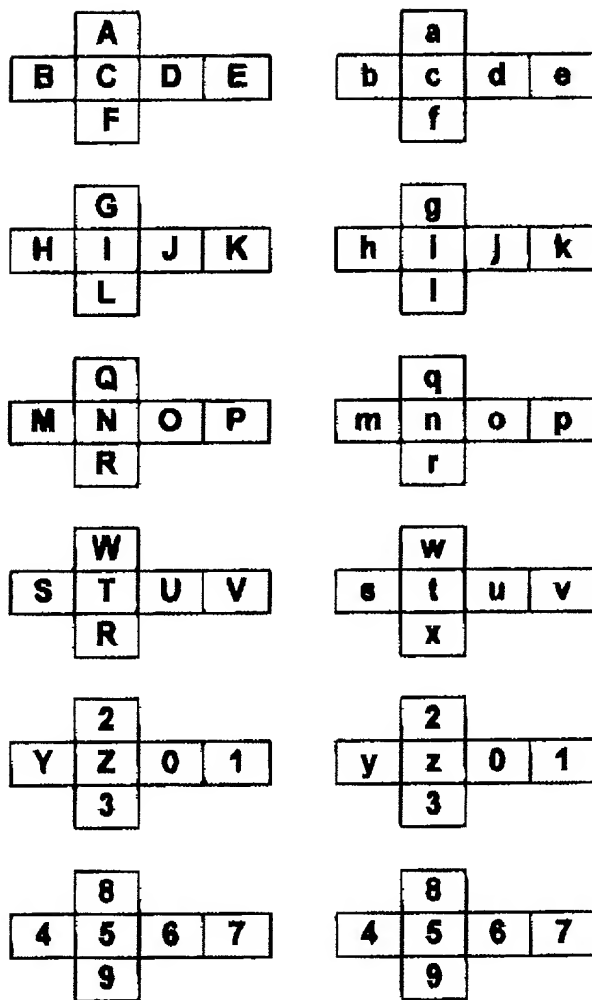 A
B C D E
F
a
b c d e
f
G
H I J K
L
g
h i j k
l
Q
M N O P
R
q
m n o p
r
W
S T U V
R
w
s t u v
x
2
Y Z 0 1
3
2
y z 0 1
3
8
4 5 6 7
9
8
4 5 6 7
9